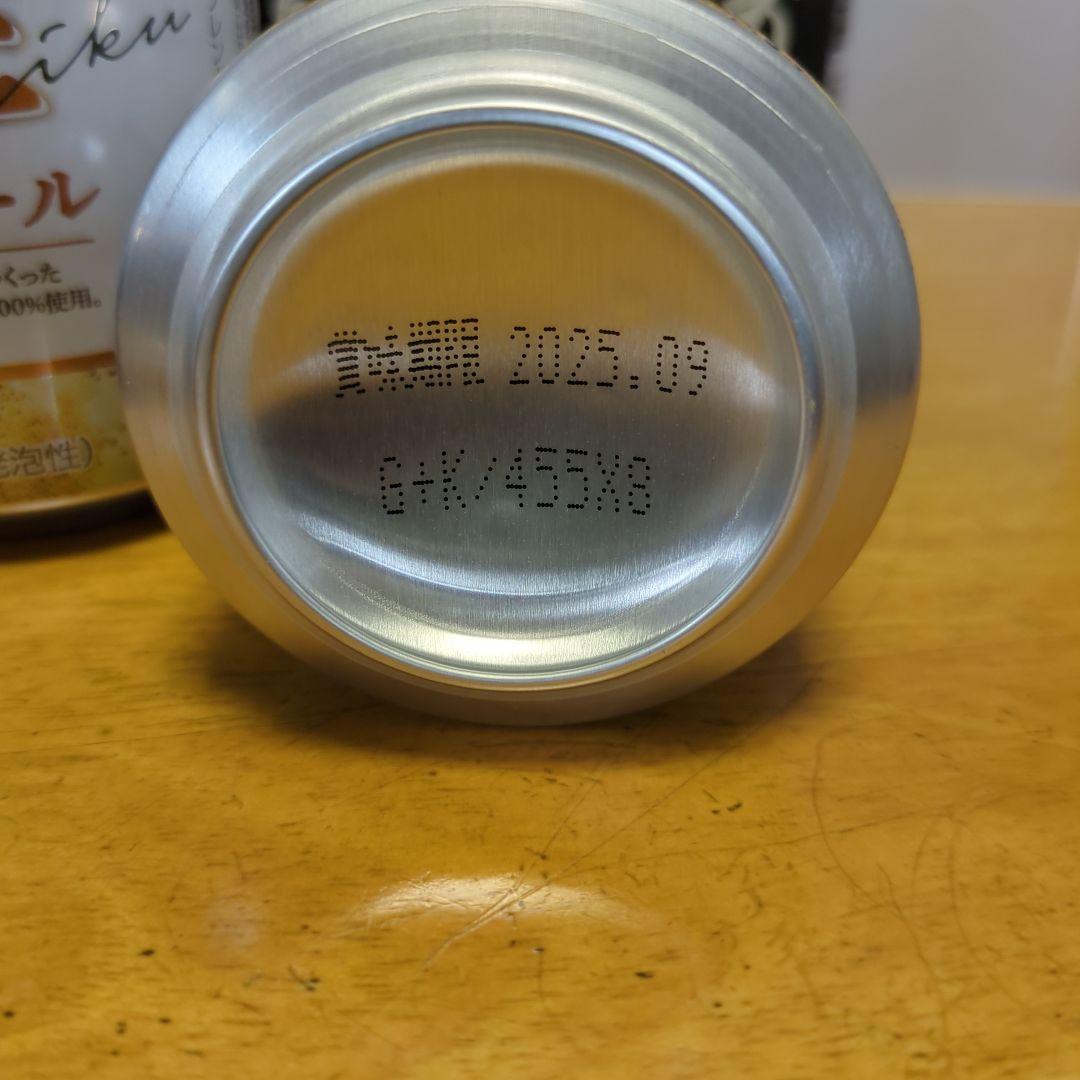 iku
ール
くった
00%使用。
発泡性)
賞味期限 2025.09
G+K/455X8